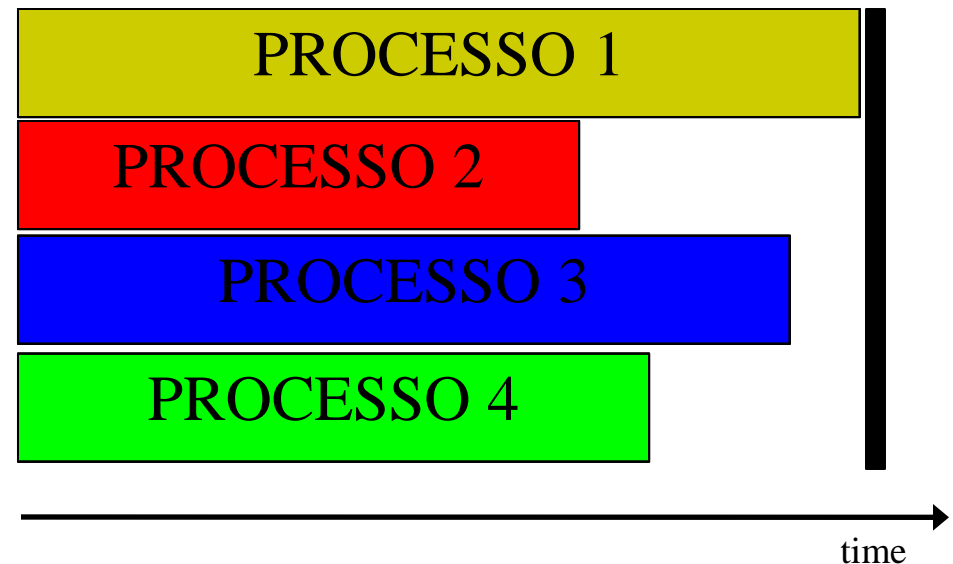 PROCESSO 1
PROCESSO 2
PROCESSO 3
PROCESSO 4
time